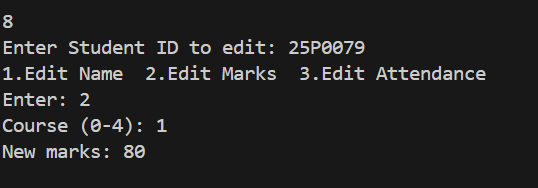 8
Enter Student ID to edit: 25P0079
1.Edit Name  2.Edit Marks  3.Edit Attendance
Enter: 2
Course (0-4): 1
New marks: 80